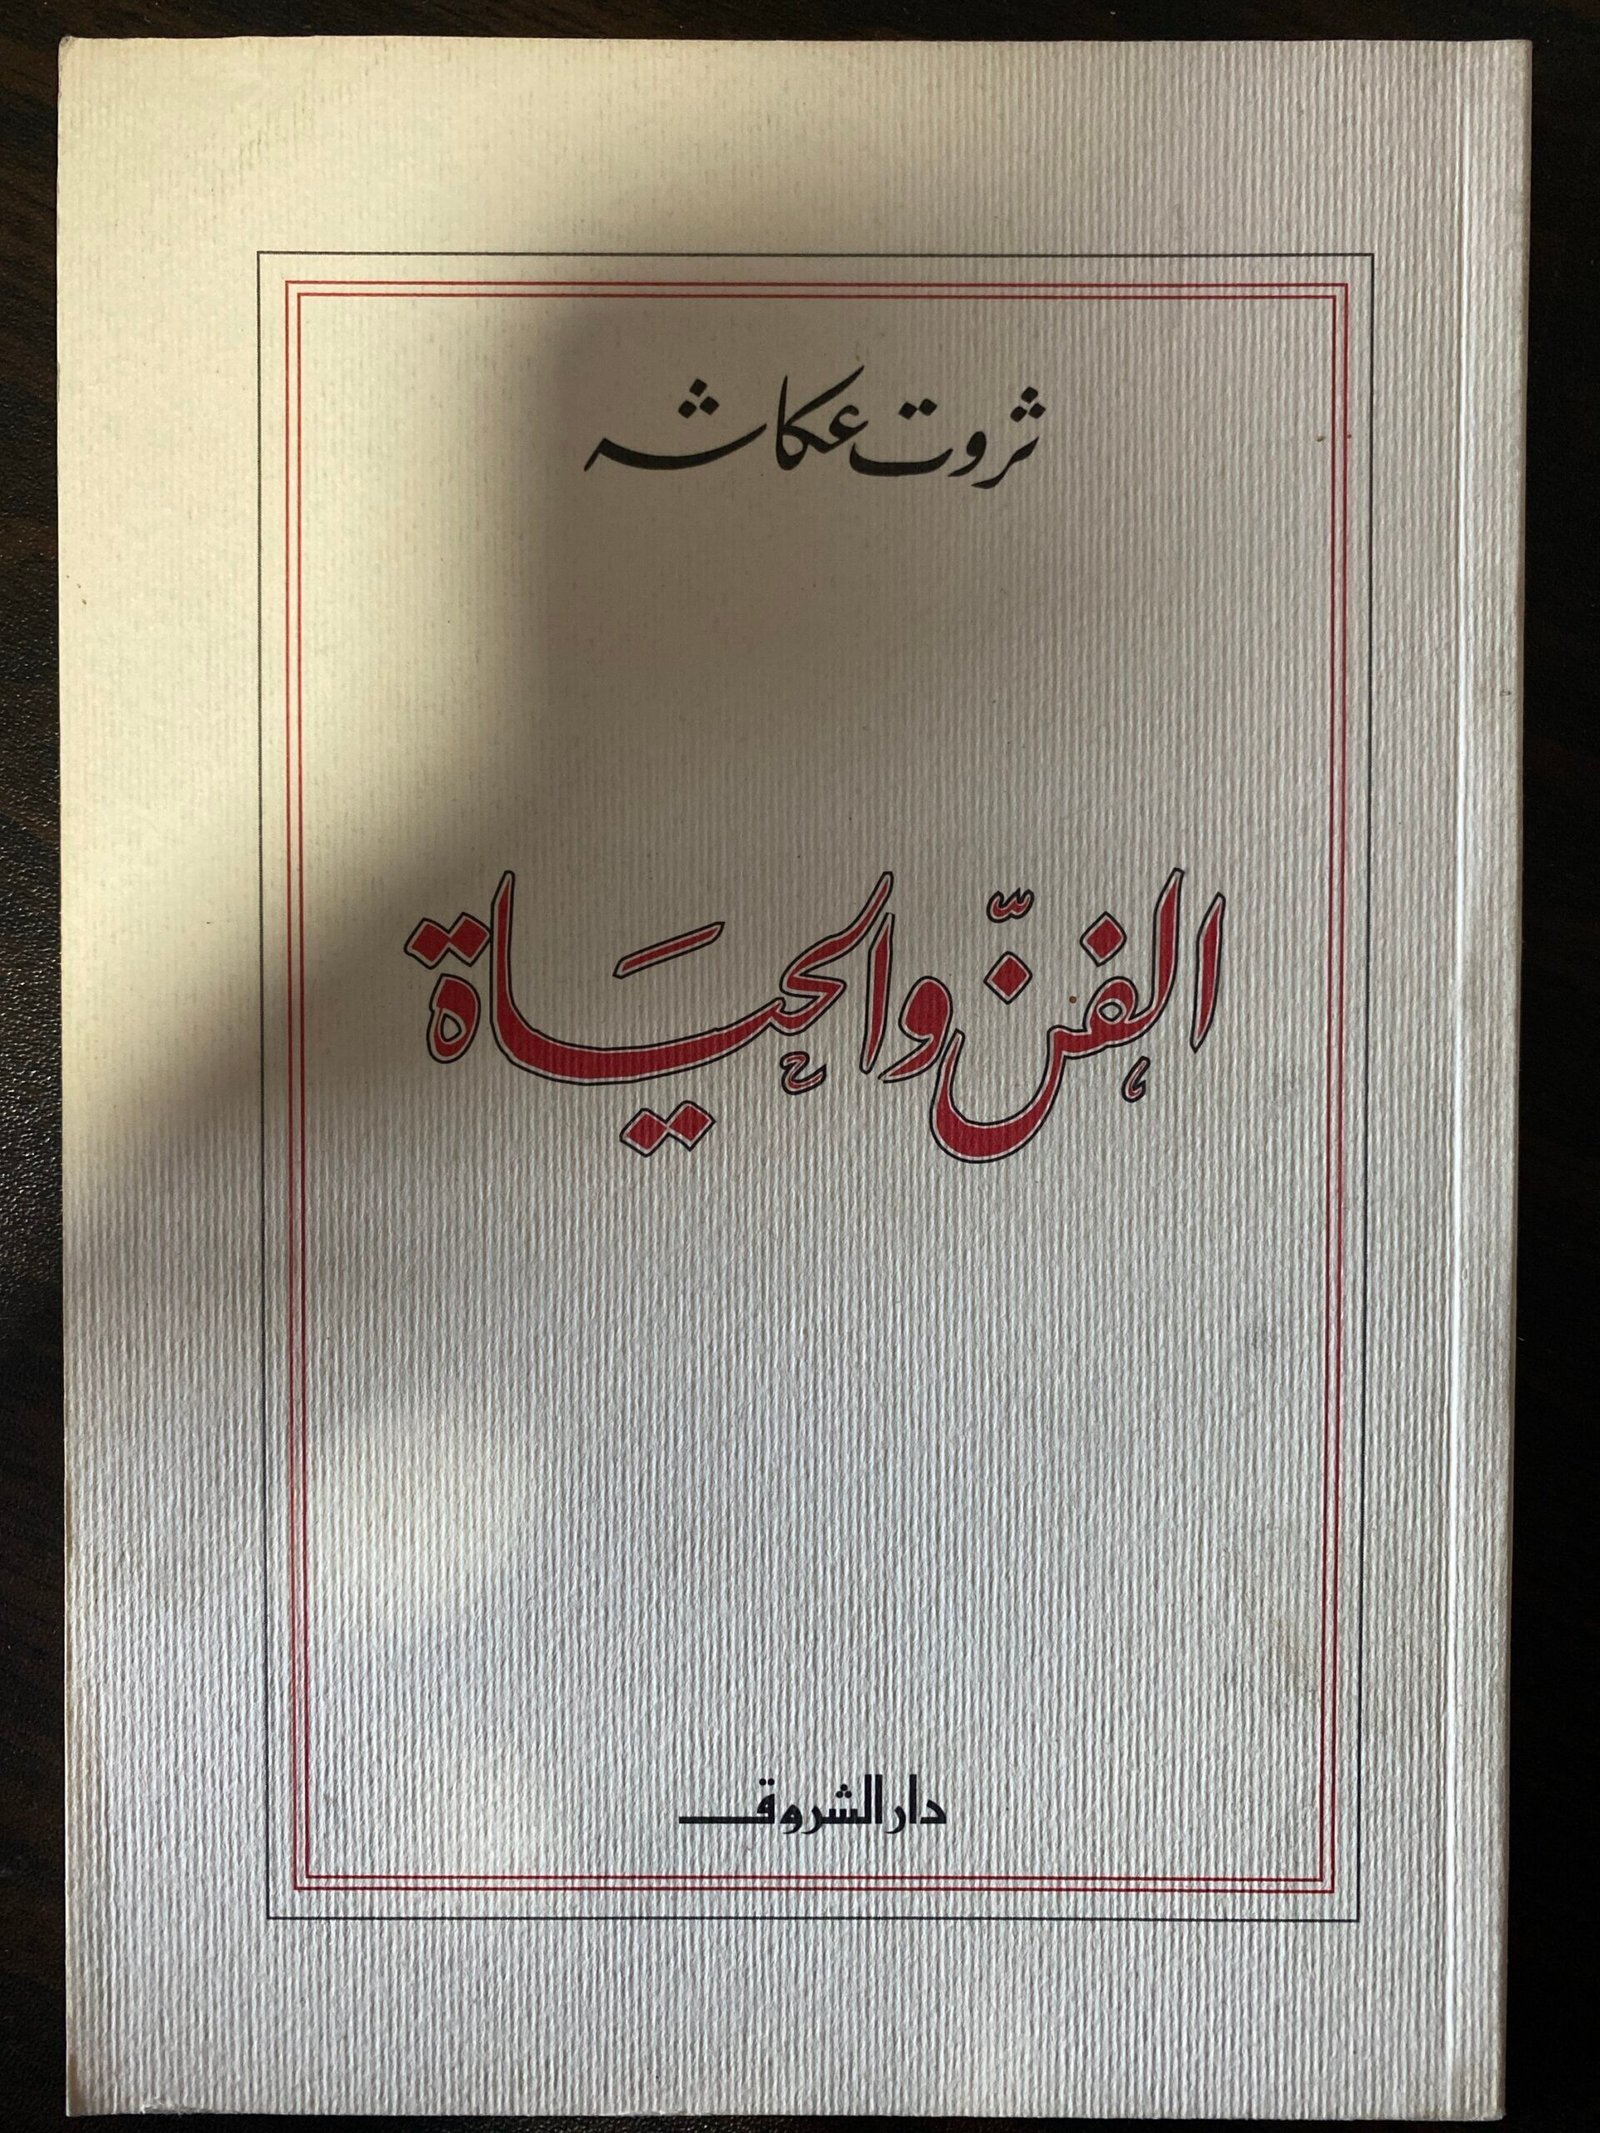 ثروت عكاشه
الفنّ والحيَاة
دار الشروق